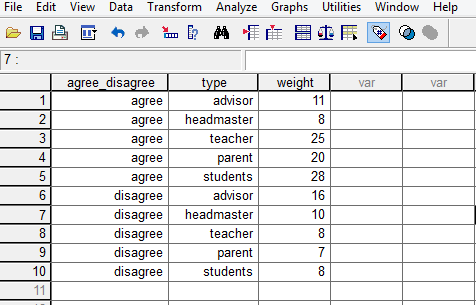 File Edit View Data Transform Analyze Graphs Utilities Window Help
7 :
agree_disagree type weight var var
1 agree advisor 11
2 agree headmaster 8
3 agree teacher 25
4 agree parent 20
5 agree students 28
6 disagree advisor 16
7 disagree headmaster 10
8 disagree teacher 8
9 disagree parent 7
10 disagree students 8
11